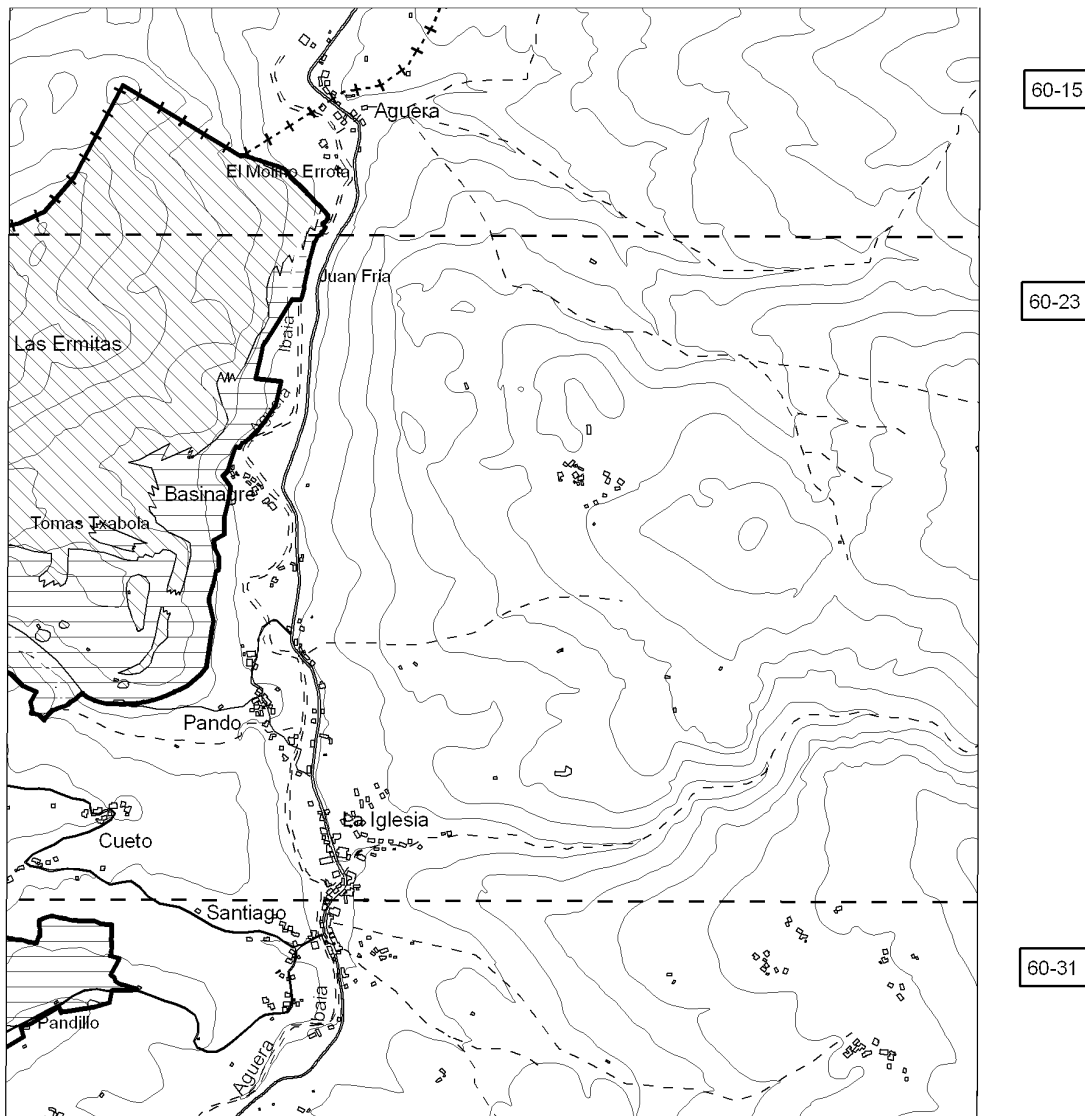 60-15
Aguera
El Molino Errota
60-23
Juan Fria
Ibaia
Las Ermitas
Aguera
Basinagre
Tomas Txabola
Pando
La Iglesia
Cueto
Santiago
60-31
Ibaia
Pandillo
Aguera